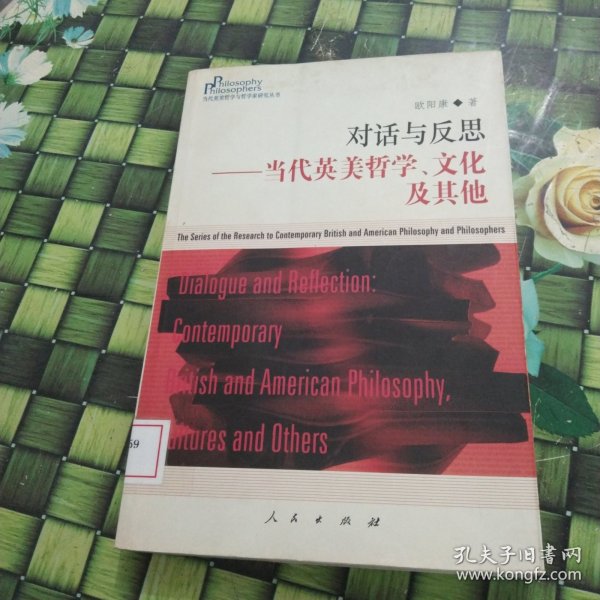 Philosophy
Philosophers
当代英美哲学与哲学家研究丛书
欧阳康◆著
对话与反思
——当代英美哲学、文化
及其他
The Series of the Research to Contemporary British and American Philosophy and Philosophers
Dialogue and Reflection:
Contemporary
British and American Philosophy,
ltures and Others
59
人民出版社
孔夫子旧书网
www.kongfz.com